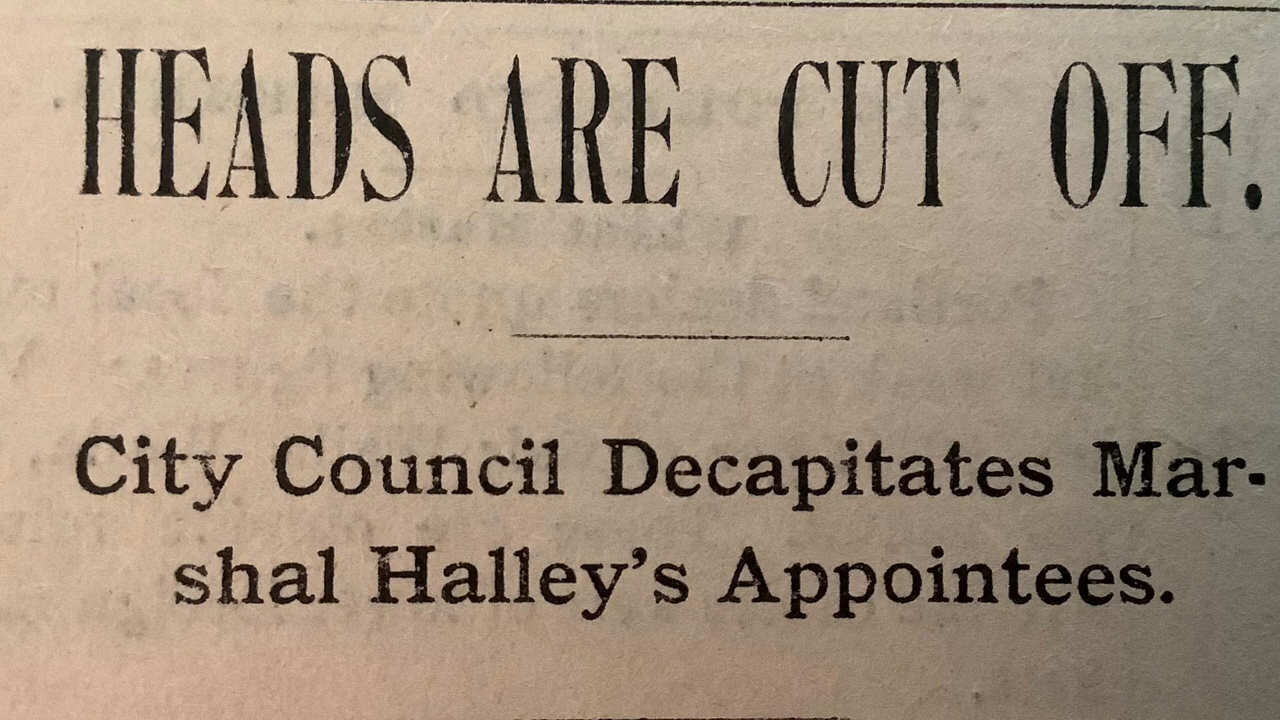 HEADS ARE CUT OFF.
City Council Decapitates Mar-
shal Halley's Appointees.